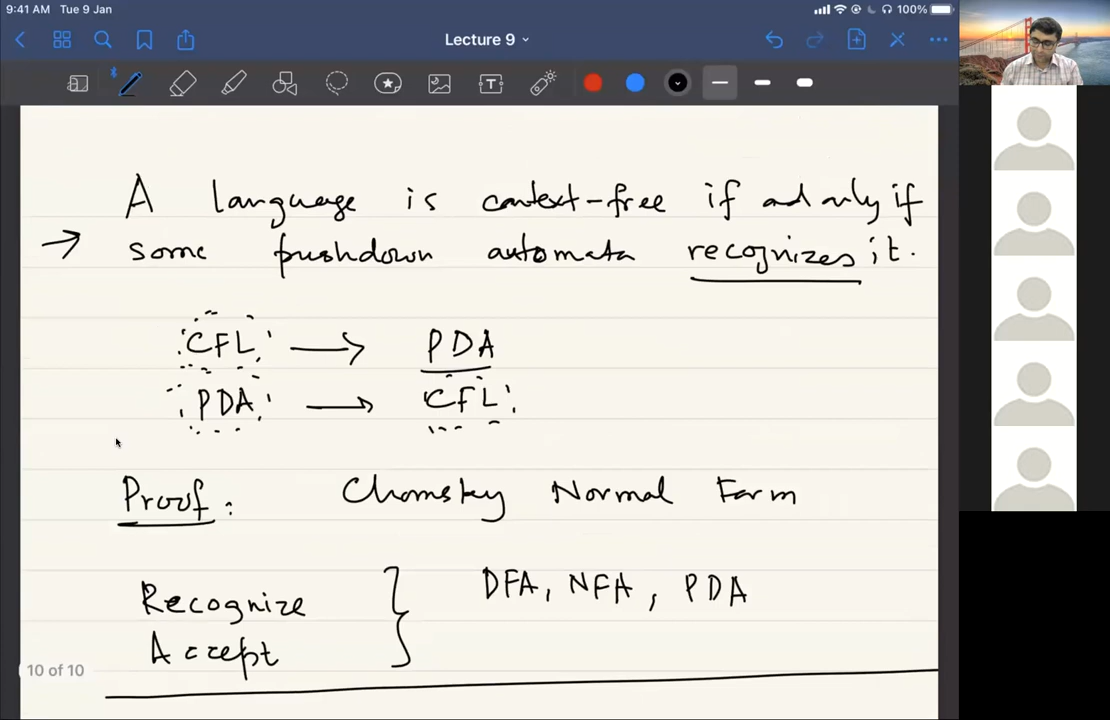 9:41 AM Tue 9 Jan 100%
Lecture 9
A language is context-free if and only if
→ some pushdown automata recognizes it.
CFL → PDA
PDA → CFL
Proof: Chomsky Normal Form
Recognize } DFA, NFA, PDA
Accept
10 of 10